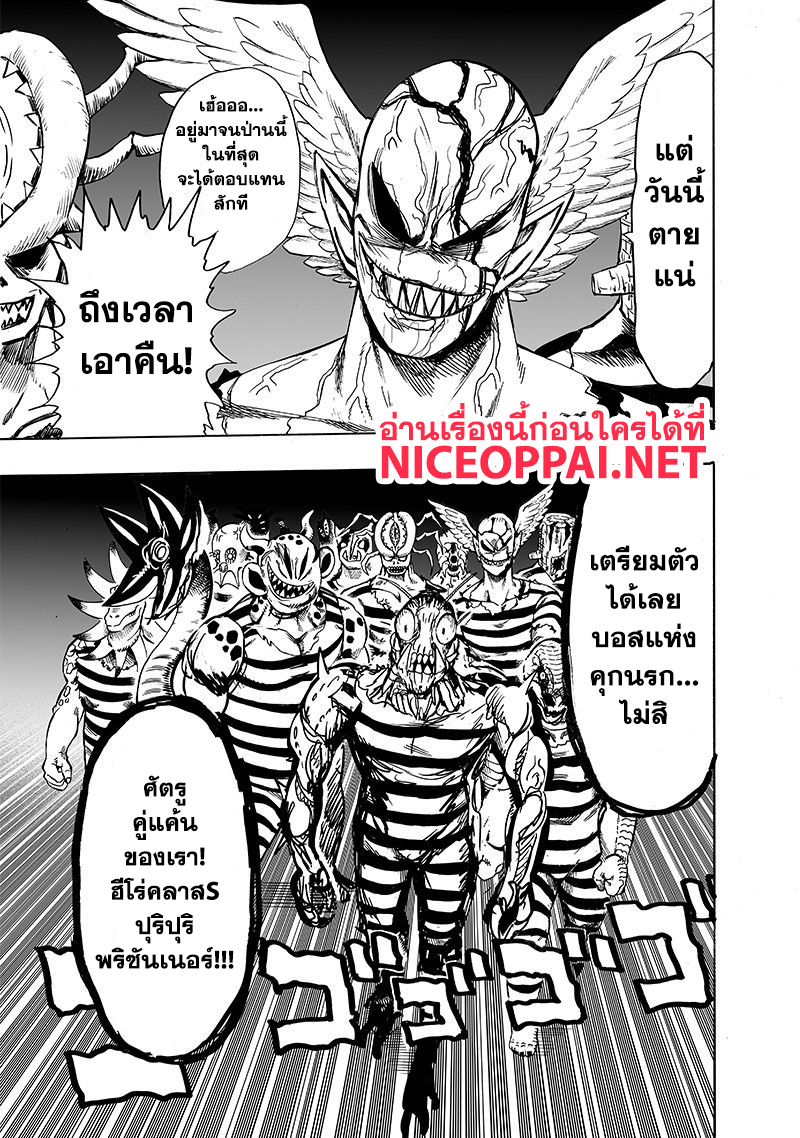 แต่
วันนี้
ตาย
แน่
เฮ้ออออ...
อยู่มาจนป่านนี้
ในที่สุด
จะได้ตอบแทน
สักที
ถึงเวลา
เอาคืน!
อ่านเรื่องนี้ก่อนใครได้ที่
NICEOPPAI.NET
เตรียมตัว
ได้เลย
บอสแห่ง
คุกนรก...
ไม่สิ
ศัตรู
คู่แค้น
ของเรา!
ฮีโร่คลาสS
ปุริปุริ
พริซันเนอร์!!!
ゴゴゴゴ